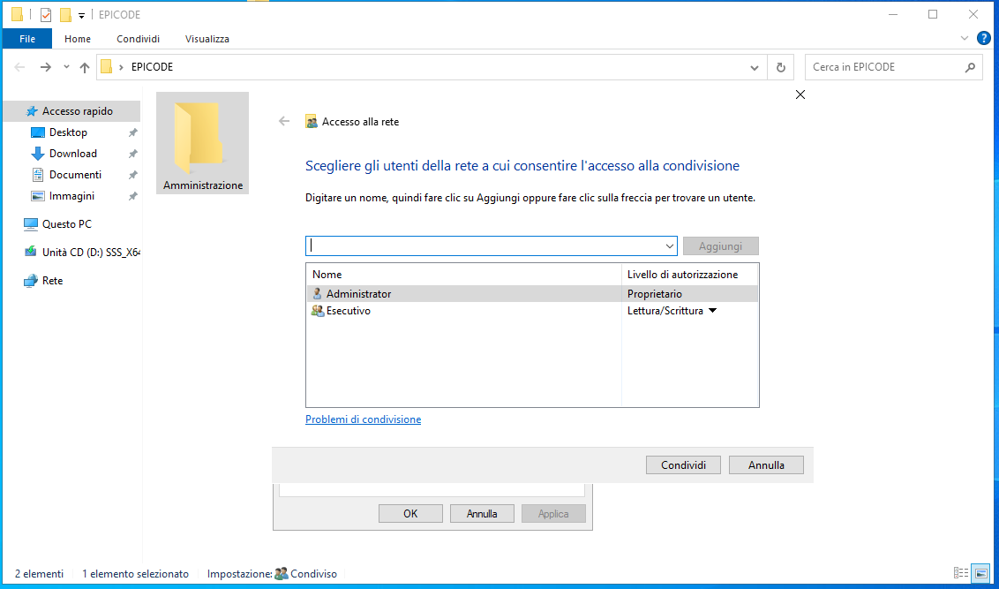 EPICODE
File Home Condividi Visualizza
EPICODE
Cerca in EPICODE
Accesso rapido
Desktop
Download
Documenti
Immagini
Questo PC
Unità CD (D:) SSS_X64
Rete
Amministrazione
Accesso alla rete
Scegliere gli utenti della rete a cui consentire l'accesso alla condivisione
Digitare un nome, quindi fare clic su Aggiungi oppure fare clic sulla freccia per trovare un utente.
Aggiungi
Nome Livello di autorizzazione
Administrator Proprietario
Esecutivo Lettura/Scrittura
Problemi di condivisione
Condividi Annulla
OK Annulla Applica
2 elementi 1 elemento selezionato Impostazione: Condiviso